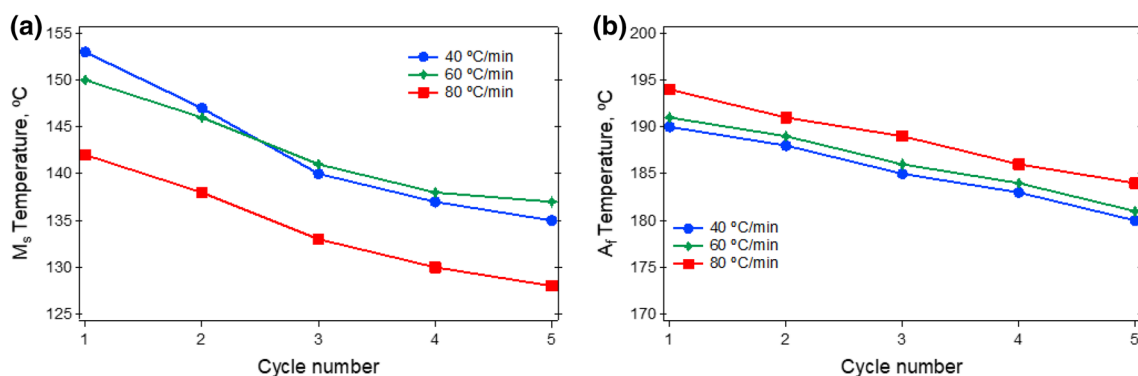 (a)
155
150
145
140
135
130
125
Ms Temperature, ºC
40 ºC/min
60 ºC/min
80 ºC/min
1 2 3 4 5
Cycle number
(b)
200
195
190
185
180
175
170
Af Temperature, ºC
40 ºC/min
60 ºC/min
80 ºC/min
1 2 3 4 5
Cycle number